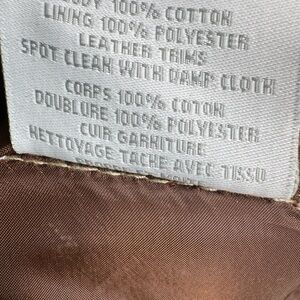 BODY 100% COTTON
LINING 100% POLYESTER
LEATHER TRIMS
SPOT CLEAN WITH DAMP CLOTH
CORPS 100% COTON
DOUBLURE 100% POLYESTER
CUIR GARNITURE
NETTOYAGE TACHE AVEC TISSU